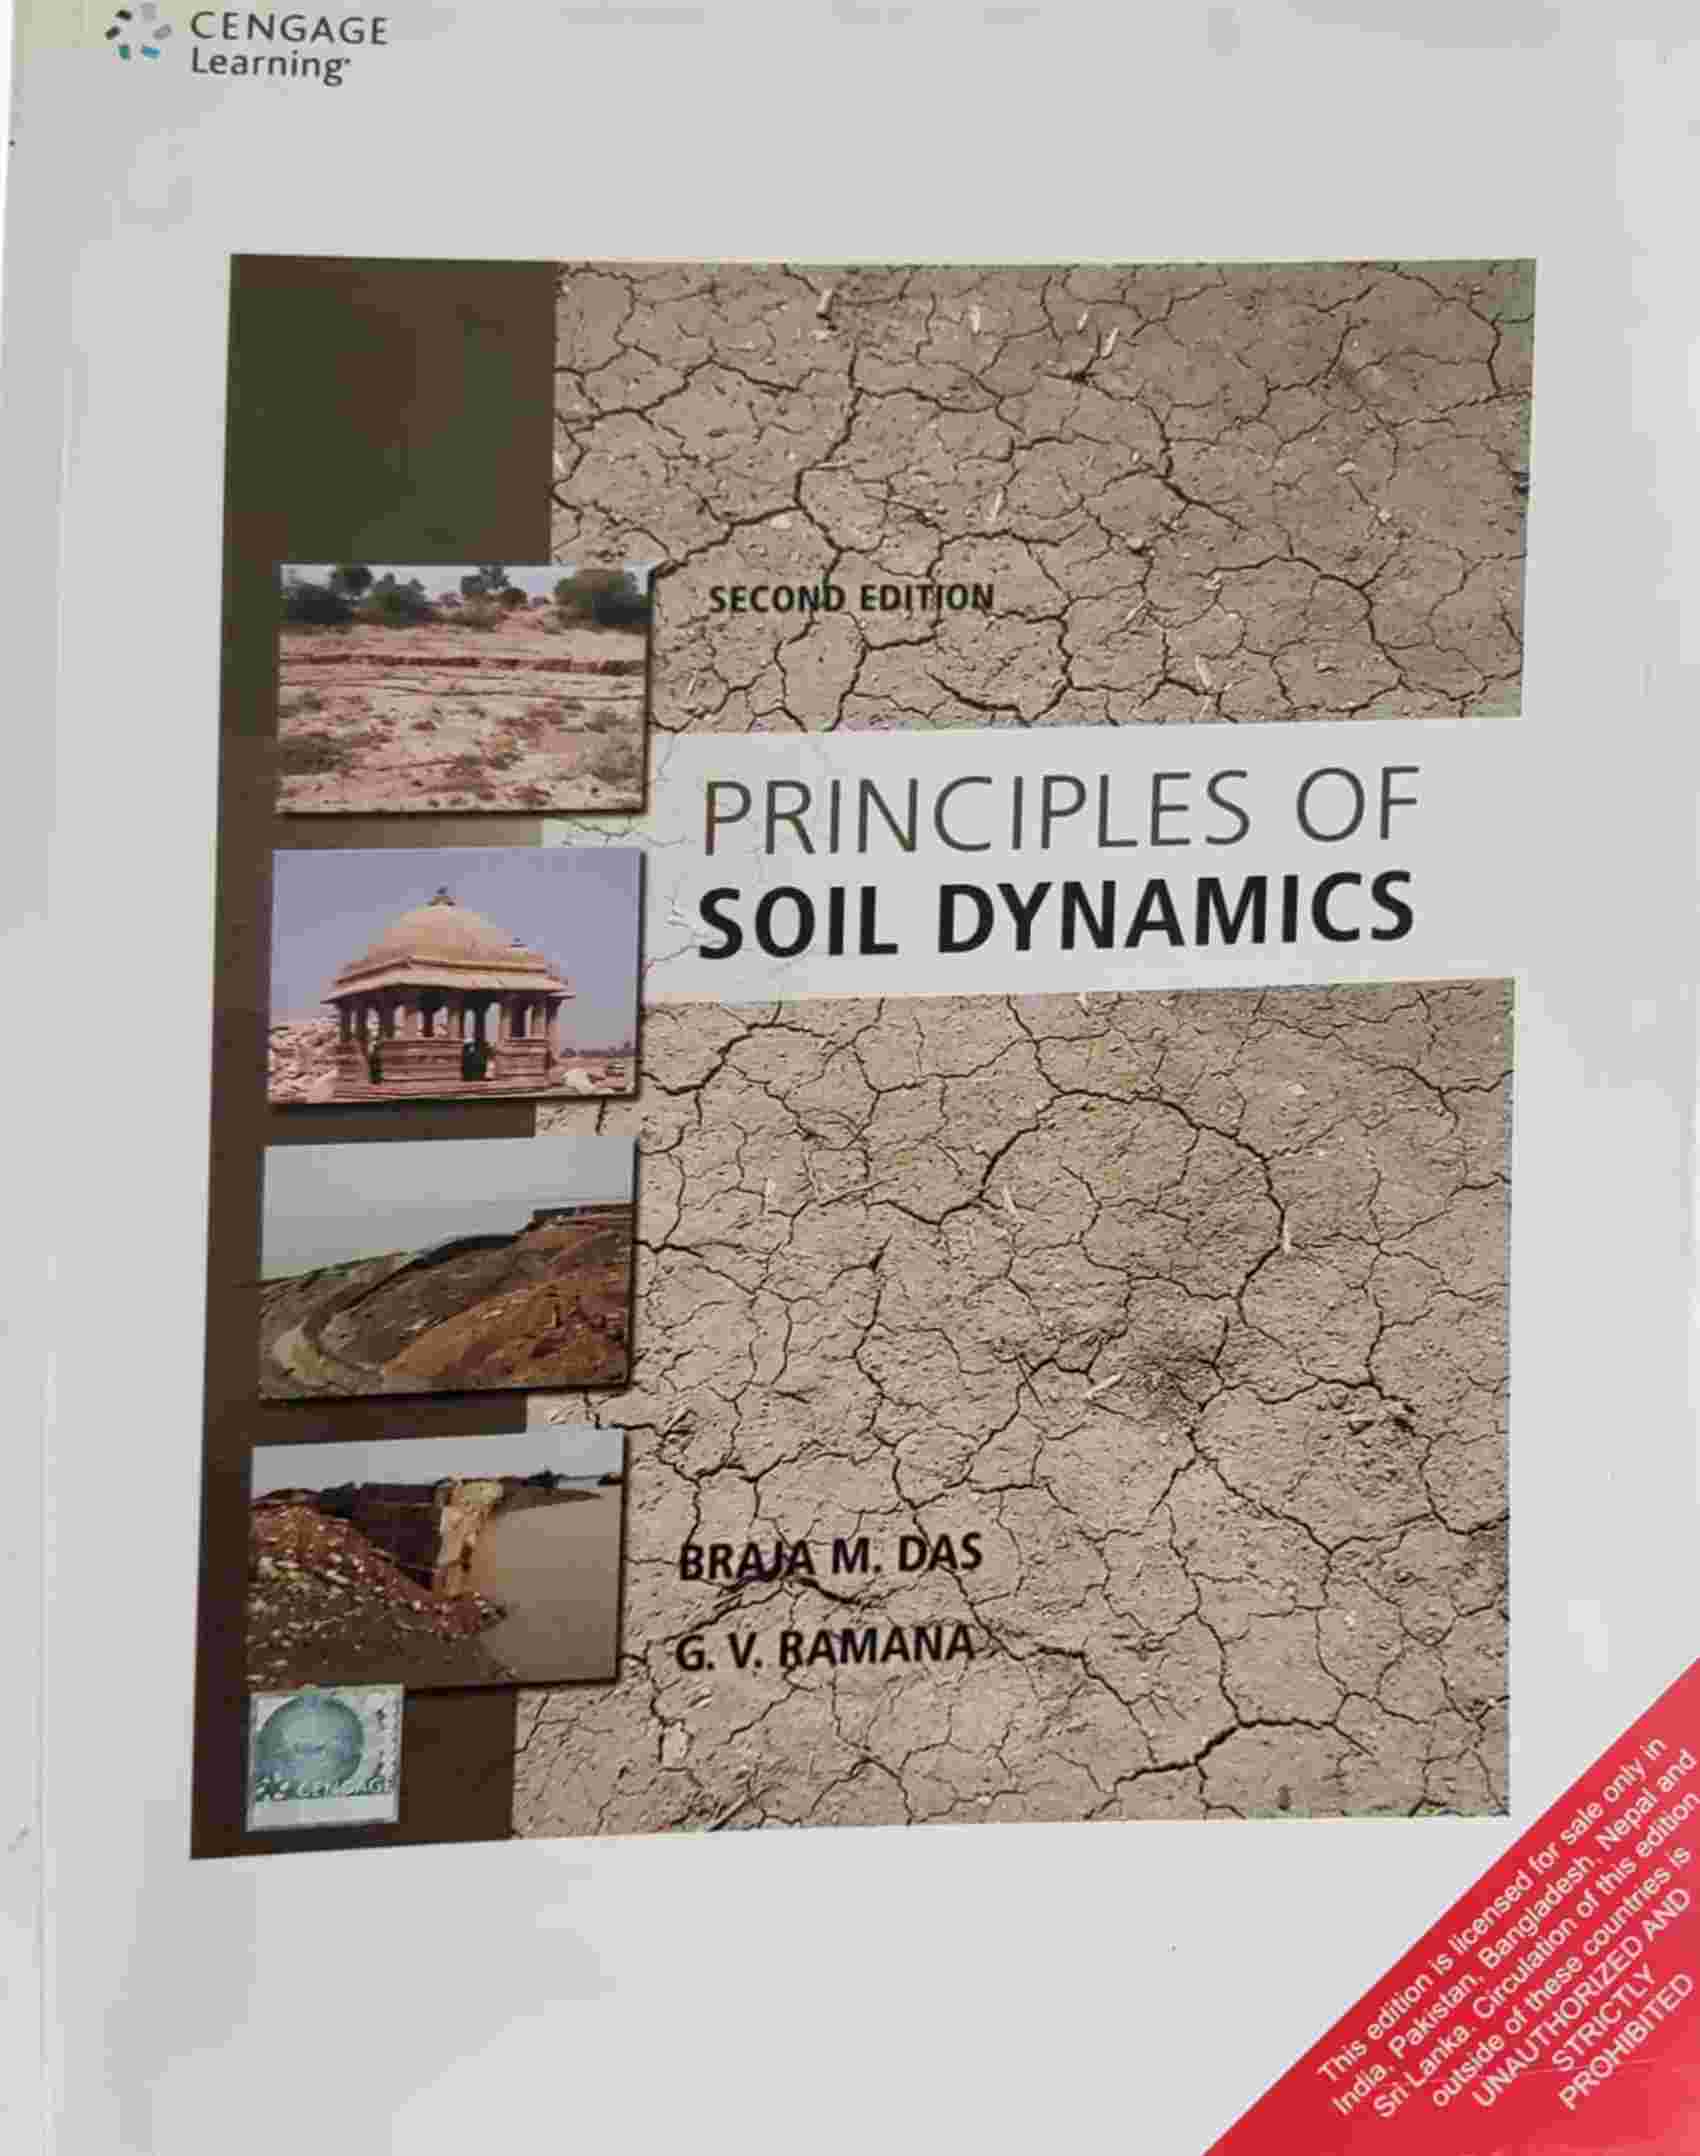 CENGAGE
Learning
SECOND EDITION
PRINCIPLES OF
SOIL DYNAMICS
BRAJA M. DAS
G. V. RAMANA
CENGAGE
This edition is licensed for sale only in
India, Pakistan, Bangladesh, Nepal and
Sri Lanka. Circulation of this edition
outside of these countries is
UNAUTHORIZED AND
STRICTLY
PROHIBITED